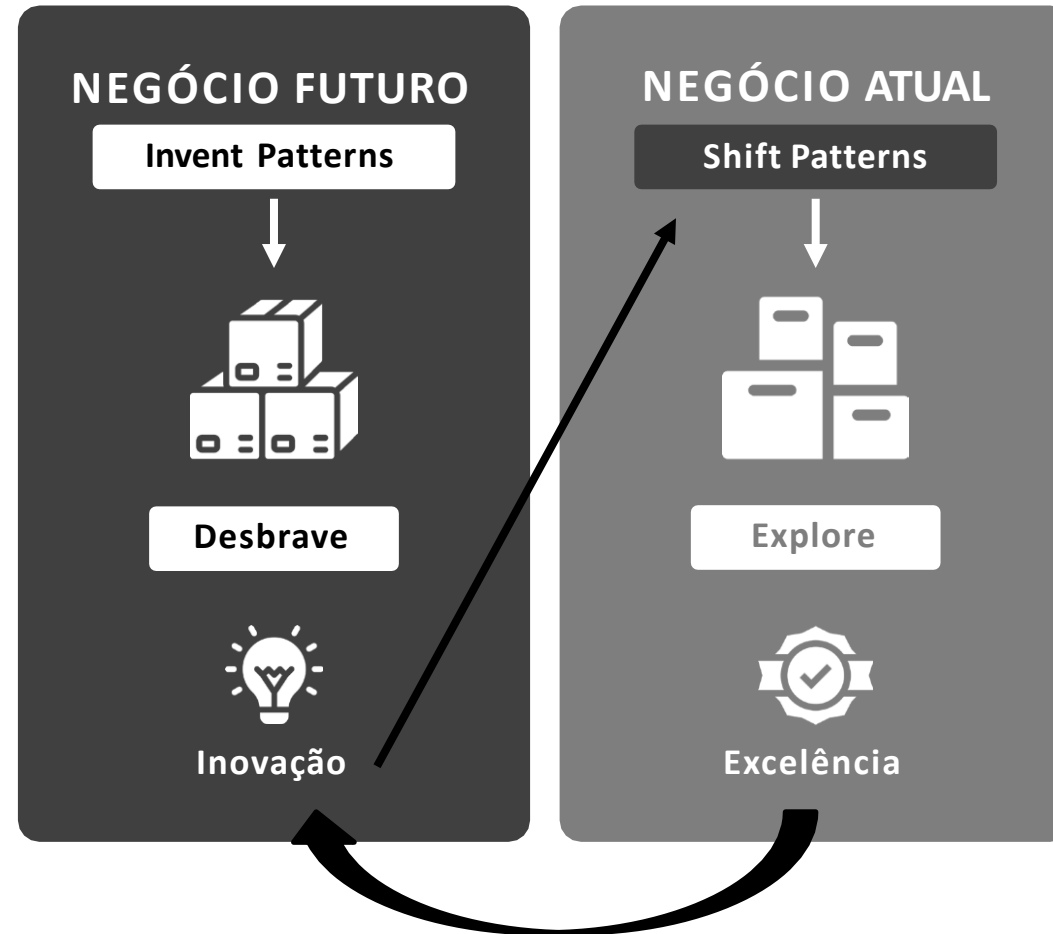 NEGÓCIO FUTURO
Invent Patterns
Desbrave
Inovação
NEGÓCIO ATUAL
Shift Patterns
Explore
Excelência